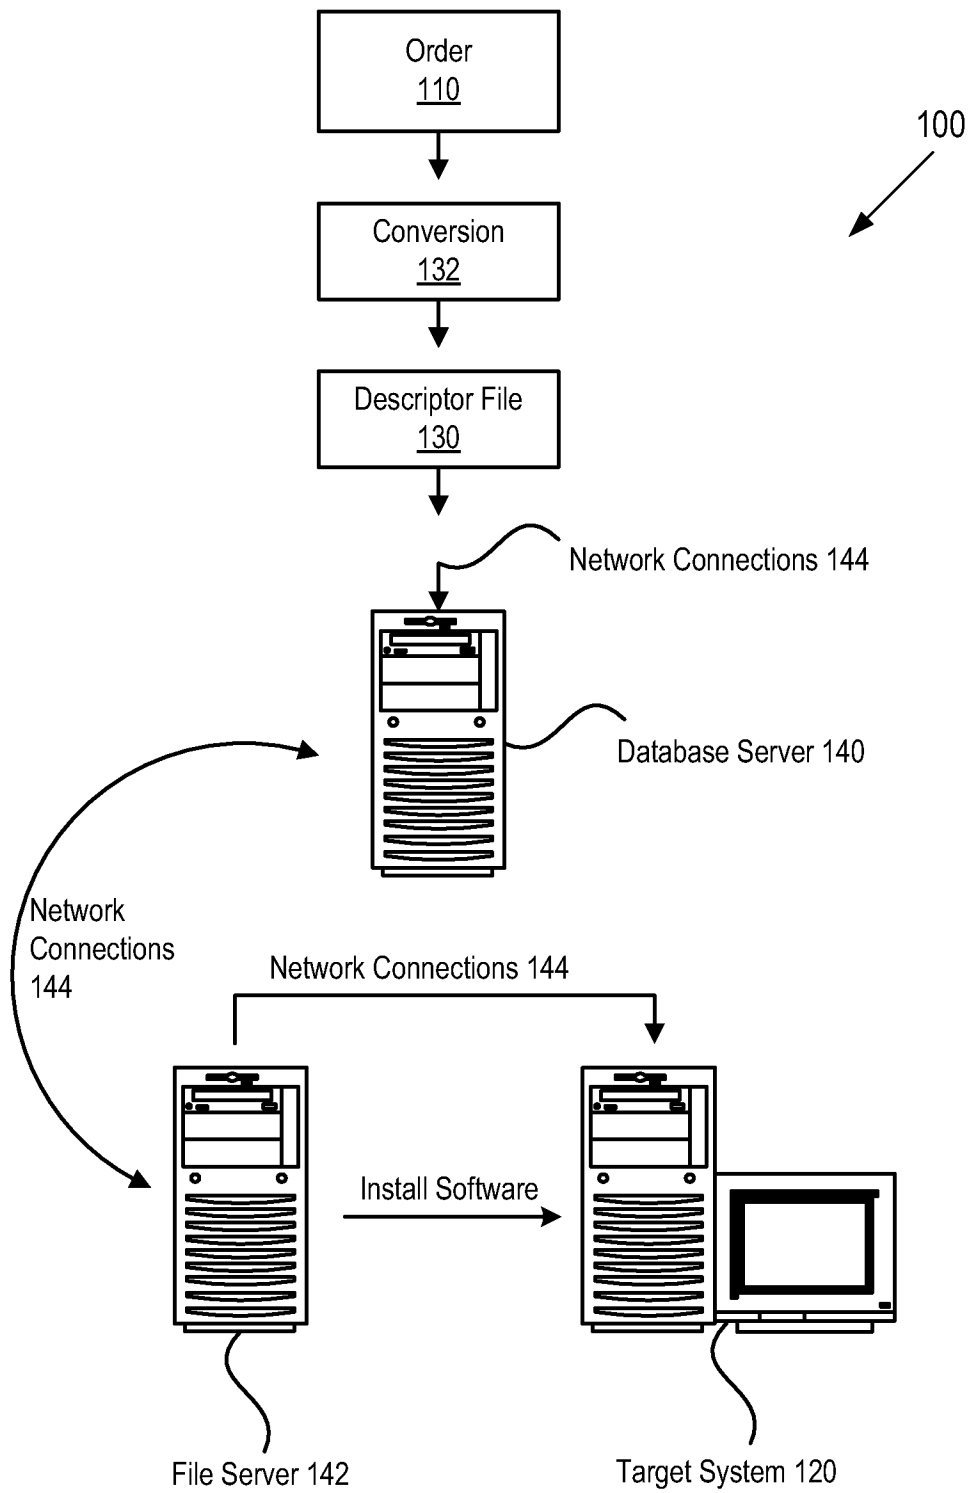 Order
110
100
Conversion
132
Descriptor File
130
Network Connections 144
Database Server 140
Network
Connections
144
Network Connections 144
Install Software
File Server 142
Target System 120